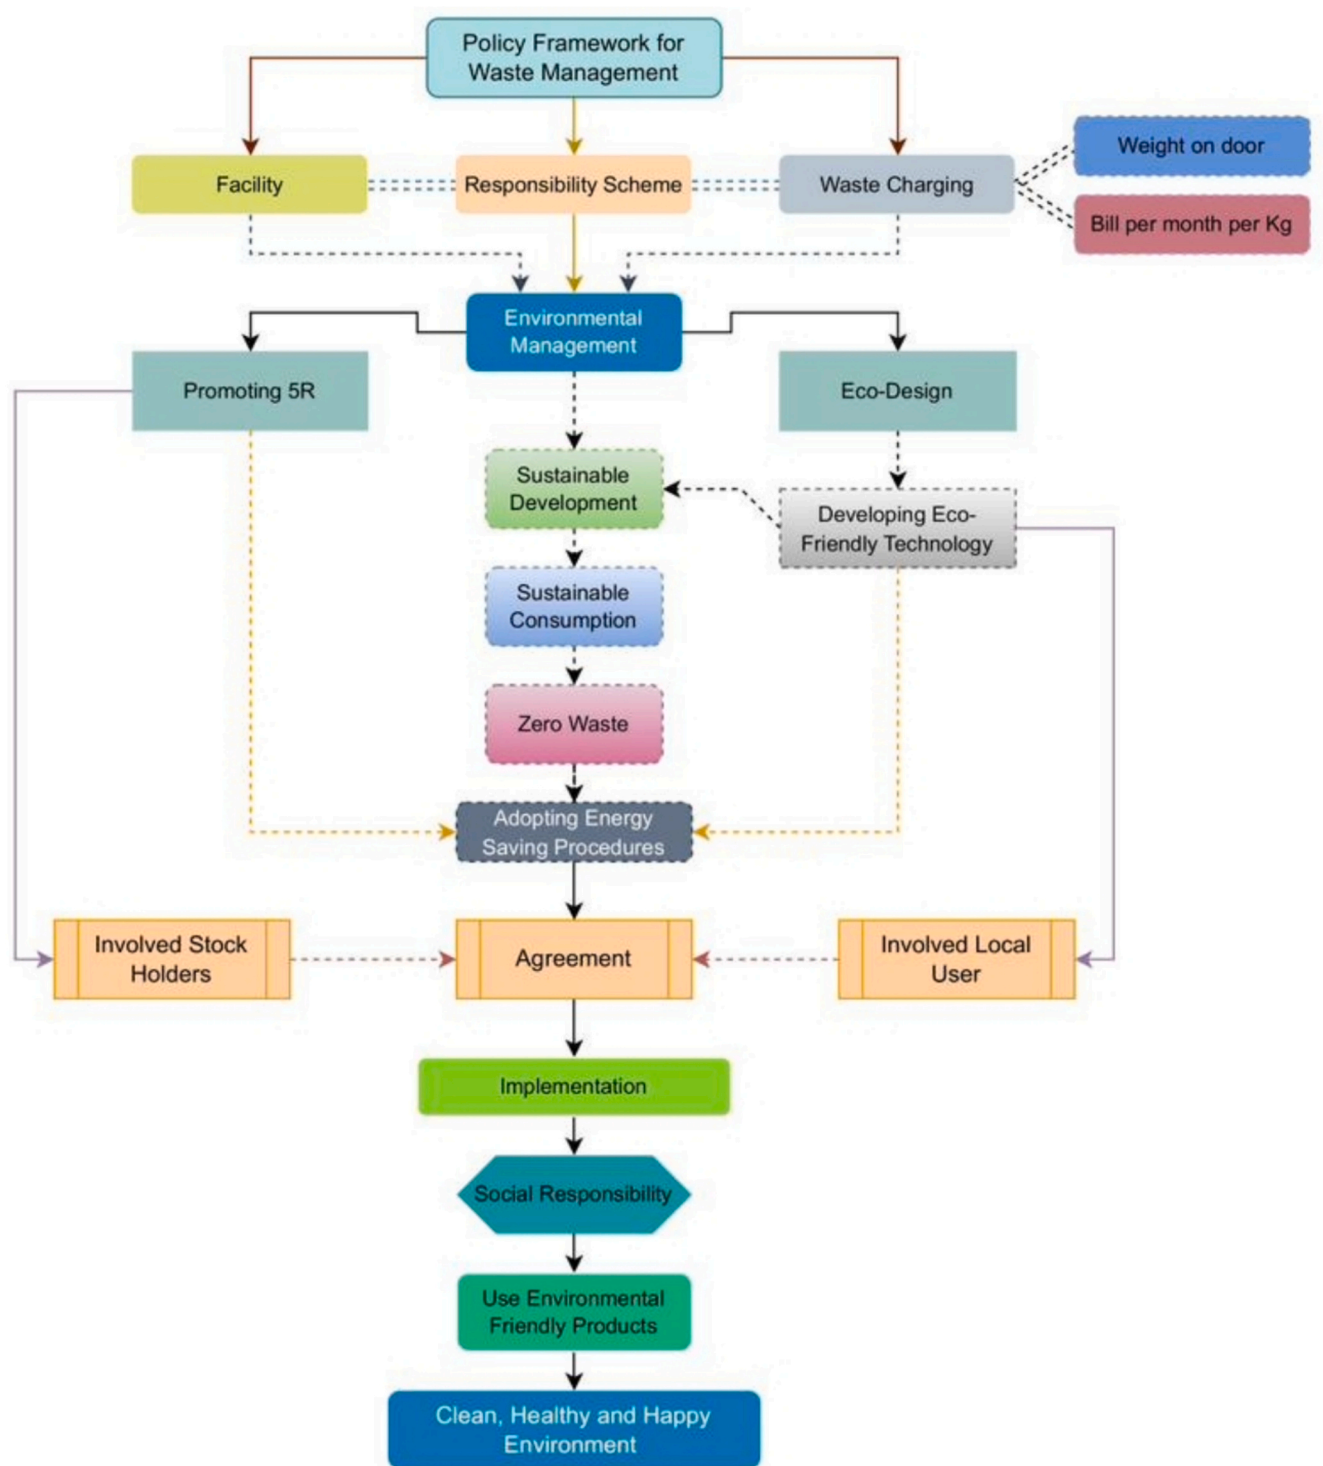 Policy Framework for
Waste Management
Facility
Responsibility Scheme
Waste Charging
Weight on door
Bill per month per Kg
Environmental
Management
Promoting 5R
Eco-Design
Sustainable
Development
Developing Eco-
Friendly Technology
Sustainable
Consumption
Zero Waste
Adopting Energy
Saving Procedures
Involved Stock
Holders
Agreement
Involved Local
User
Implementation
Social Responsibility
Use Environmental
Friendly Products
Clean, Healthy and Happy
Environment